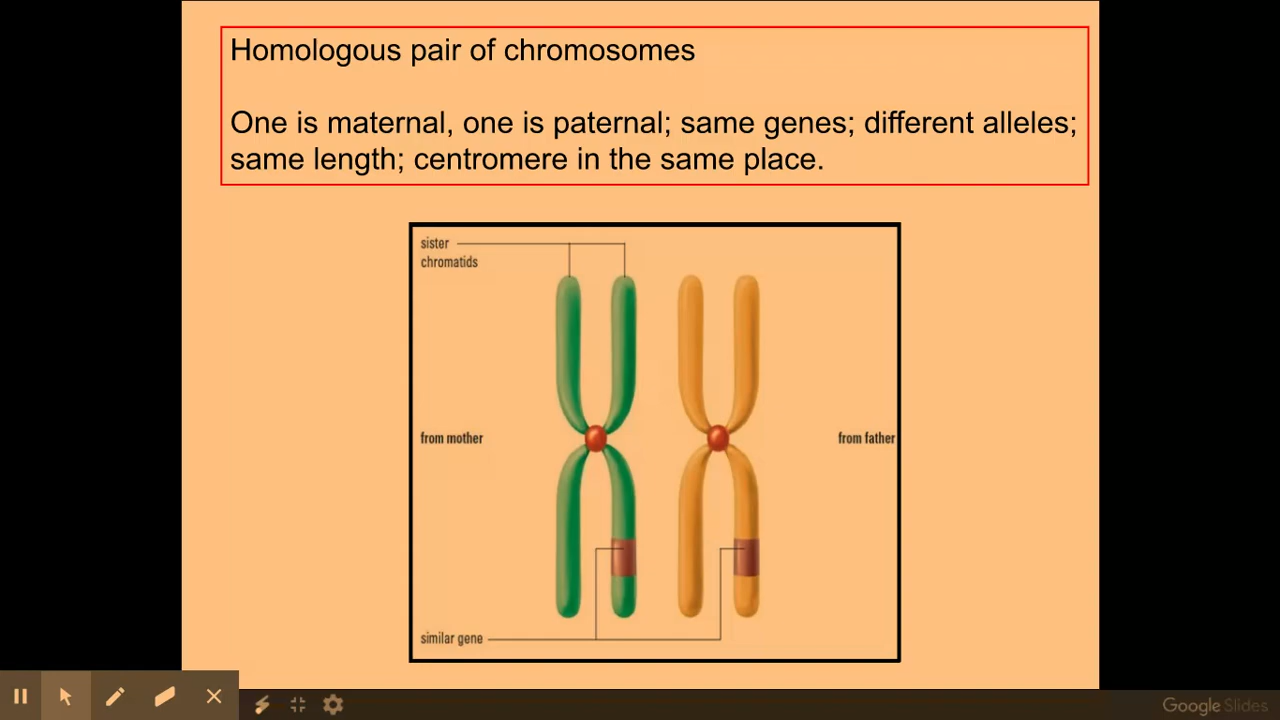 Homologous pair of chromosomes
One is maternal, one is paternal; same genes; different alleles;
same length; centromere in the same place.
sister
chromatids
from mother
from father
similar gene
Google Slides